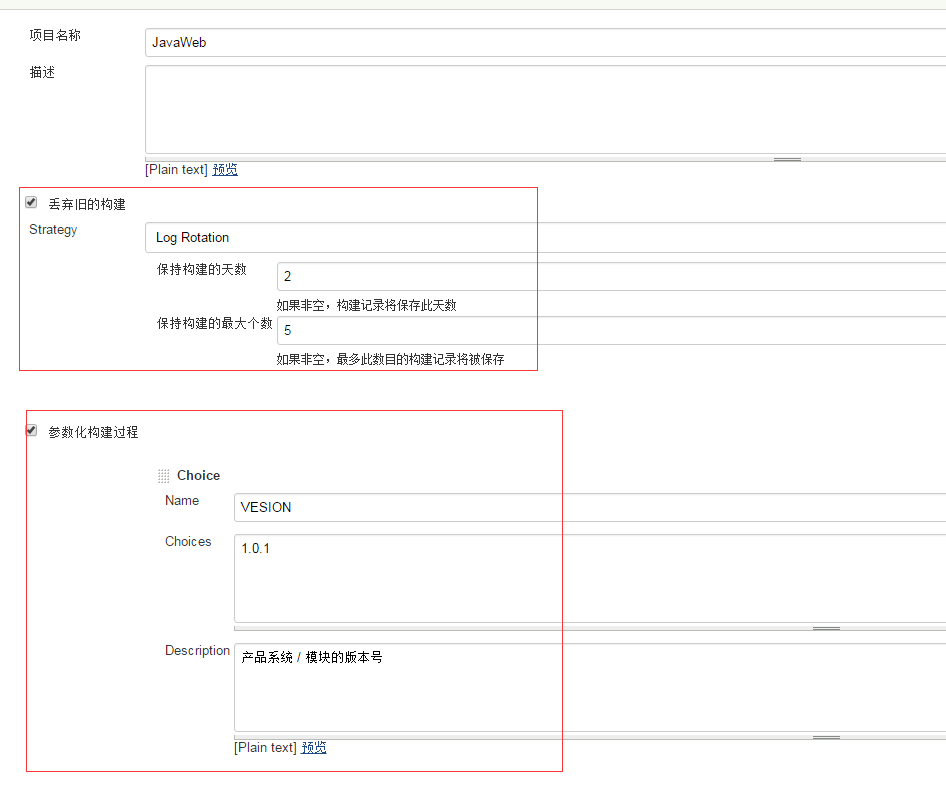 项目名称
JavaWeb
描述
[Plain text] 预览
丢弃旧的构建
Strategy
Log Rotation
保持构建的天数
2
如果非空，构建记录将保存此天数
保持构建的最大个数
5
如果非空，最多此数目的构建记录将被保存
参数化构建过程
Choice
Name
VESION
Choices
1.0.1
Description
产品系统 / 模块的版本号
[Plain text] 预览